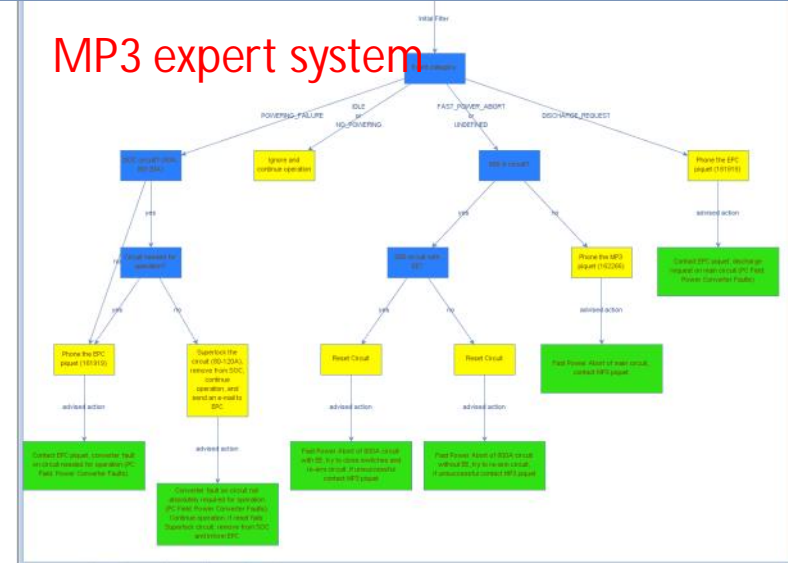 MP3 expert system
Initial Filter
POWERING_FAILURE
IDLE
or
NO_POWERING
FAST_POWER_ABORT
or
UNDEFINED
DISCHARGE_REQUEST
Ignore and
continue operation
Phone the EPC
piquet (161919)
yes
yes
no
advised action
no
Circuit needed for
operation?
Phone the MP3
piquet (162266)
Contact EPC piquet, discharge
request on main circuit (PC Field
Power Converter Faults)
yes
no
yes
no
advised action
Phone the EPC
piquet (161919)
Superlock the
circuit (60-120A),
remove from SOC,
continue
operation, and
send an e-mail to
EPC
Reset Circuit
Reset Circuit
Fast Power Abort of main circuit,
contact MP3 piquet
advised action
advised action
advised action
advised action
Contact EPC piquet, converter fault
on circuit needed for operation (PC
Field: Power Converter Faults)
Fast Power Abort of 600A circuit
with EE, try to close switches and
re-arm circuit. If unsuccessful
contact MP3 piquet
Fast Power Abort of 600A circuit
without EE, try to re-arm circuit,
if unsuccessful contact MP3 piquet
Converter fault on circuit not
absolutely required for operation
(PC Field: Power Converter Faults)
Continue operation, if reset fails
Superlock circuit, remove from SOC
and inform EPC